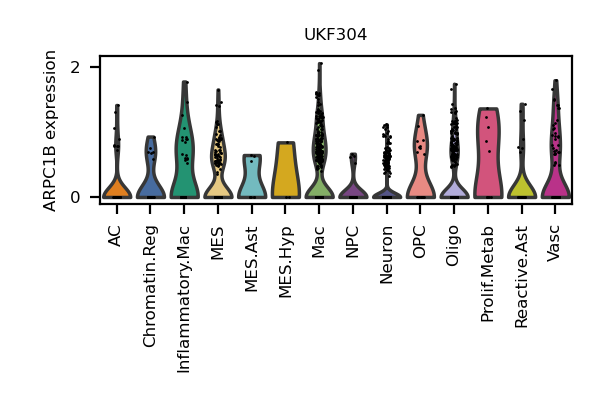 UKF304
ARPC1B expression
2
0
AC
Chromatin.Reg
Inflammatory.Mac
MES
MES.Ast
MES.Hyp
Mac
NPC
Neuron
OPC
Oligo
Prolif.Metab
Reactive.Ast
Vasc